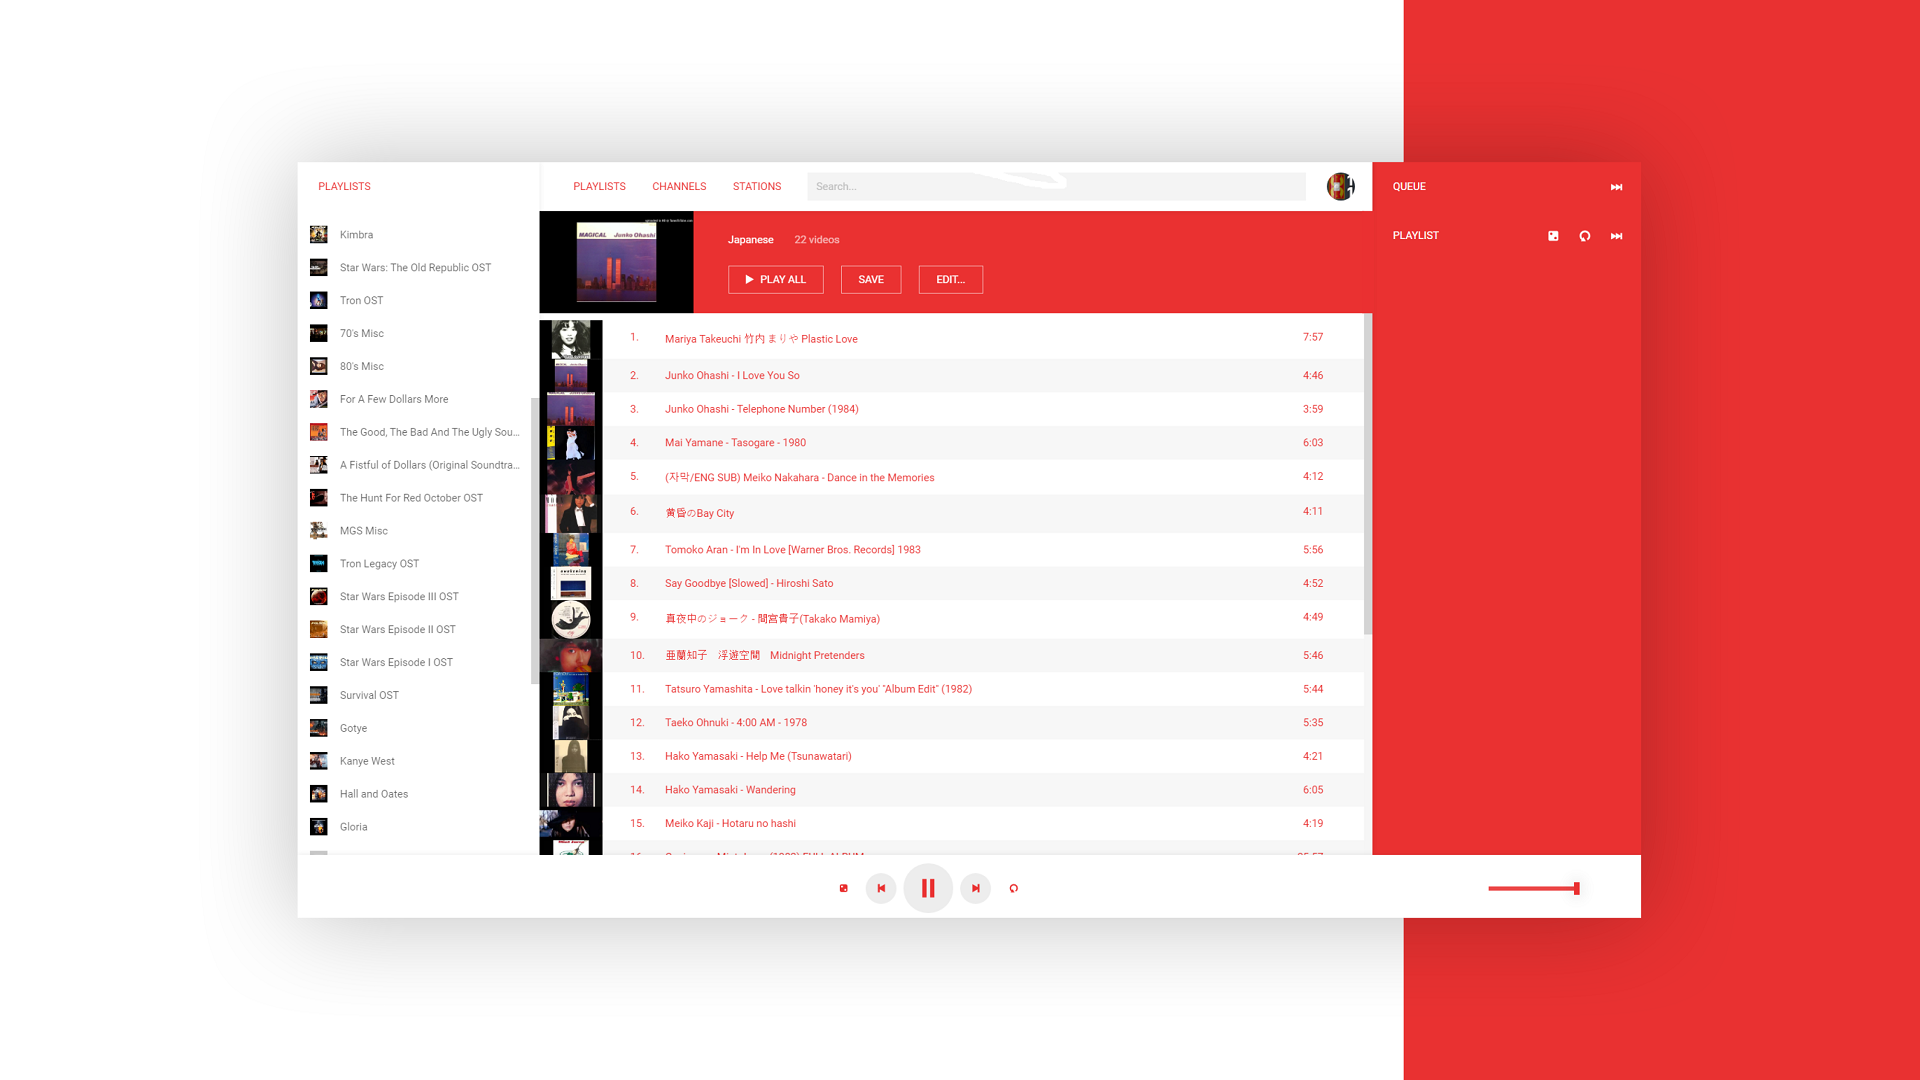 PLAYLISTS
Kimbra
Star Wars: The Old Republic OST
Tron OST
70's Misc
80's Misc
For A Few Dollars More
The Good, The Bad And The Ugly Sou...
A Fistful of Dollars (Original Soundtra...
The Hunt For Red October OST
MGS Misc
Tron Legacy OST
Star Wars Episode III OST
Star Wars Episode II OST
Star Wars Episode I OST
Survival OST
Gotye
Kanye West
Hall and Oates
Gloria
PLAYLISTS CHANNELS STATIONS Search...
MAGICAL Junko Ohashi
Japanese 22 videos
PLAY ALL SAVE EDIT...
1. Mariya Takeuchi 竹内 まりや Plastic Love 7:57
2. Junko Ohashi - I Love You So 4:46
3. Junko Ohashi - Telephone Number (1984) 3:59
4. Mai Yamane - Tasogare - 1980 6:03
5. (자막/ENG SUB) Meiko Nakahara - Dance in the Memories 4:12
6. 黄昏のBay City 4:11
7. Tomoko Aran - I'm In Love [Warner Bros. Records] 1983 5:56
8. Say Goodbye [Slowed] - Hiroshi Sato 4:52
9. 真夜中のジョーク - 間宮貴子(Takako Mamiya) 4:49
10. 亜蘭知子　浮遊空間　Midnight Pretenders 5:46
11. Tatsuro Yamashita - Love talkin 'honey it's you' "Album Edit" (1982) 5:44
12. Taeko Ohnuki - 4:00 AM - 1978 5:35
13. Hako Yamasaki - Help Me (Tsunawatari) 4:21
14. Hako Yamasaki - Wandering 6:05
15. Meiko Kaji - Hotaru no hashi 4:19
QUEUE
PLAYLIST